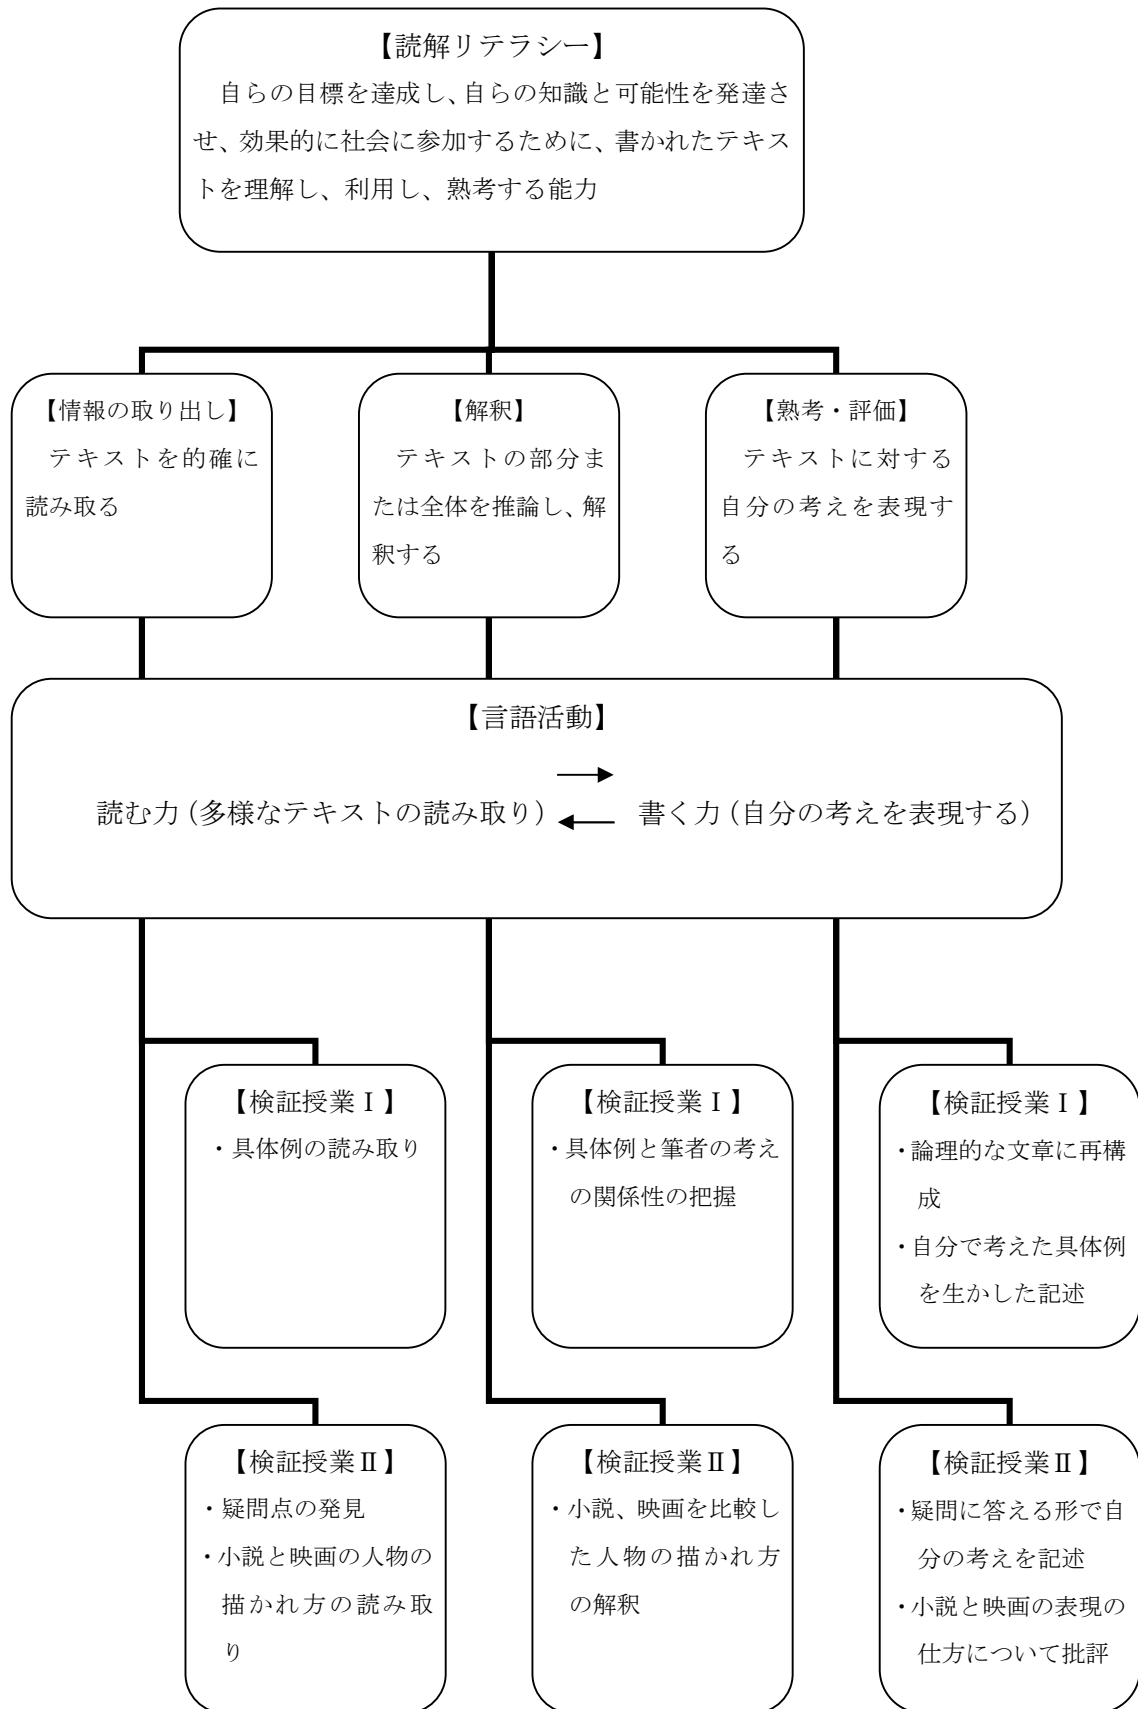 【読解リテラシー】
自らの目標を達成し、自らの知識と可能性を発達さ
せ、効果的に社会に参加するために、書かれたテキス
トを理解し、利用し、熟考する能力
【情報の取り出し】
テキストを的確に
読み取る
【解釈】
テキストの部分ま
たは全体を推論し、解
釈する
【熟考・評価】
テキストに対する
自分の考えを表現す
る
【言語活動】
読む力（多様なテキストの読み取り）
書く力（自分の考えを表現する）
【検証授業Ⅰ】
・具体例の読み取り
【検証授業Ⅰ】
・具体例と筆者の考え
の関係性の把握
【検証授業Ⅰ】
・論理的な文章に再構
成
・自分で考えた具体例
を生かした記述
【検証授業Ⅱ】
・疑問点の発見
・小説と映画の人物の
描かれ方の読み取
り
【検証授業Ⅱ】
・小説、映画を比較し
た人物の描かれ方
の解釈
【検証授業Ⅱ】
・疑問に答える形で自
分の考えを記述
・小説と映画の表現の
仕方について批評